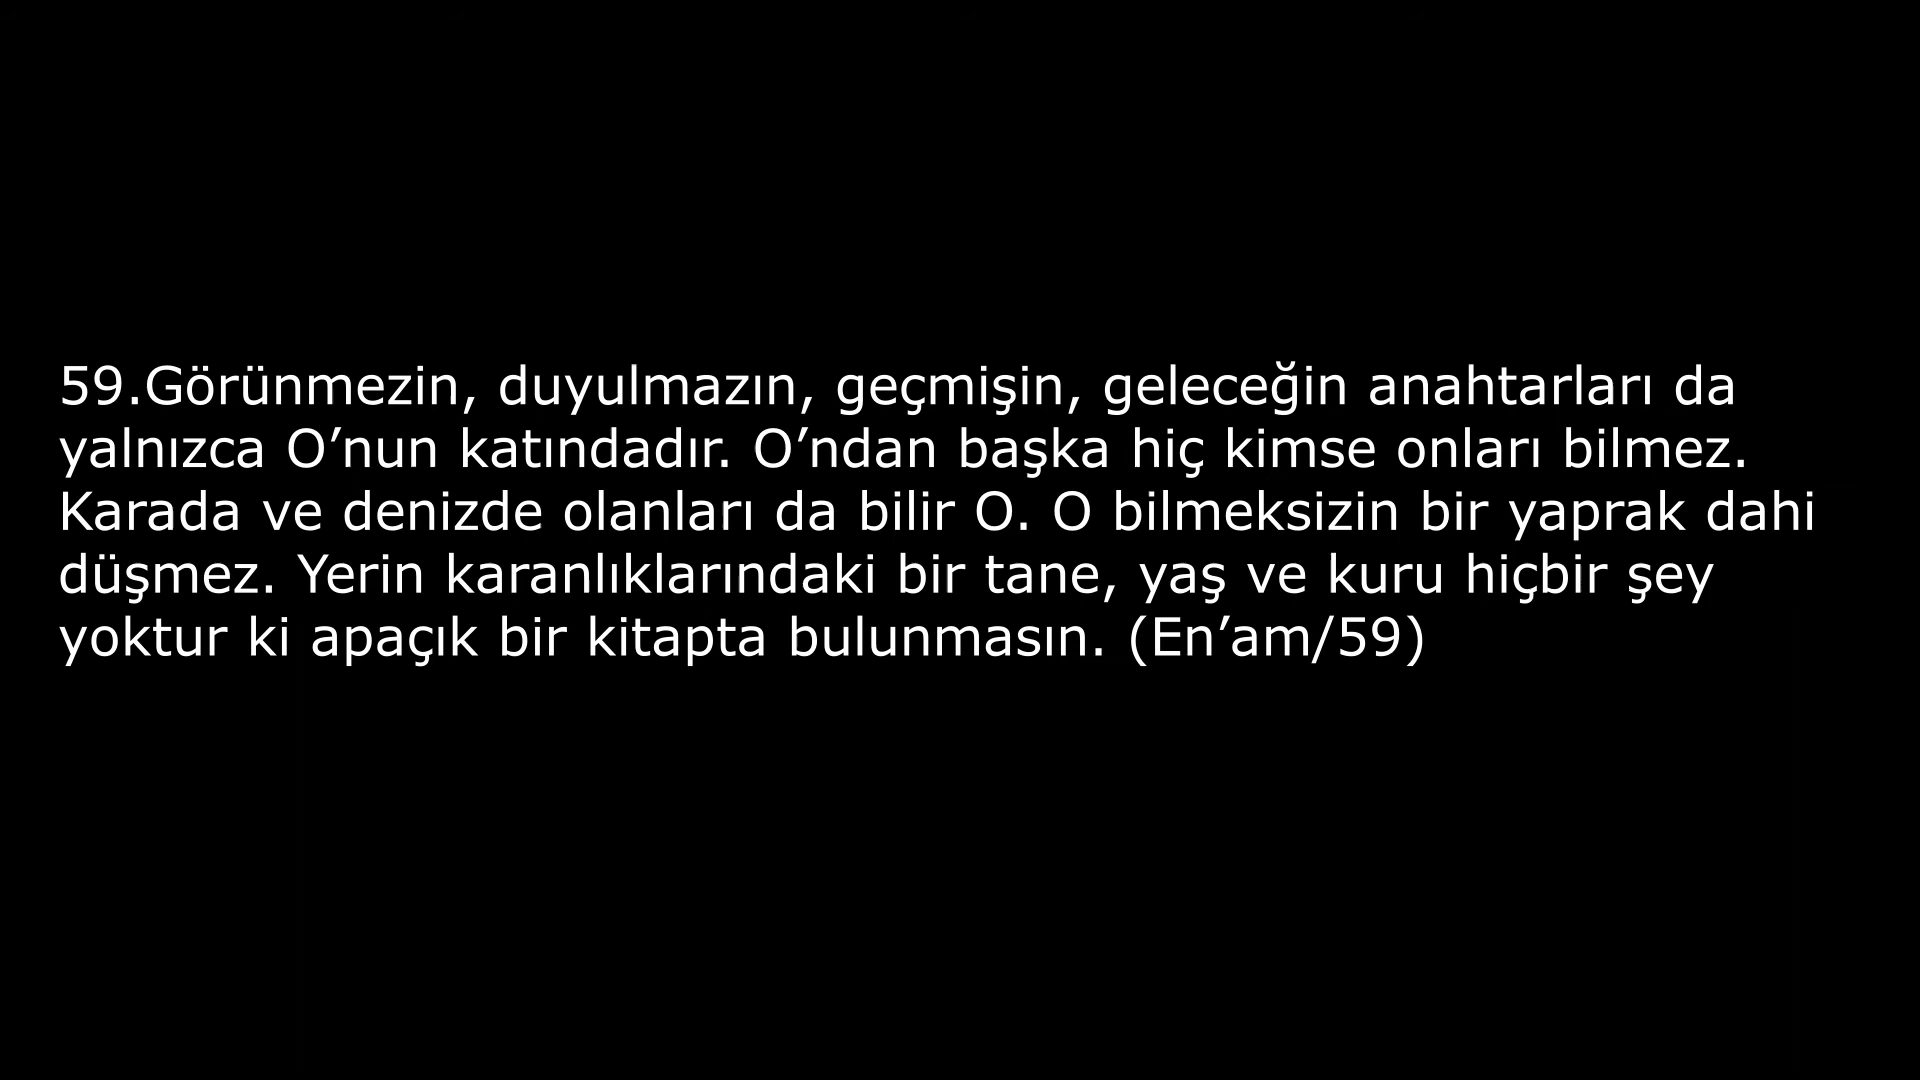 59.Görünmezin, duyulmazın, geçmişin, geleceğin anahtarları da
yalnızca O’nun katındadır. O’ndan başka hiç kimse onları bilmez.
Karada ve denizde olanları da bilir O. O bilmeksizin bir yaprak dahi
düşmez. Yerin karanlıklarındaki bir tane, yaş ve kuru hiçbir şey
yoktur ki apaçık bir kitapta bulunmasın. (En’am/59)